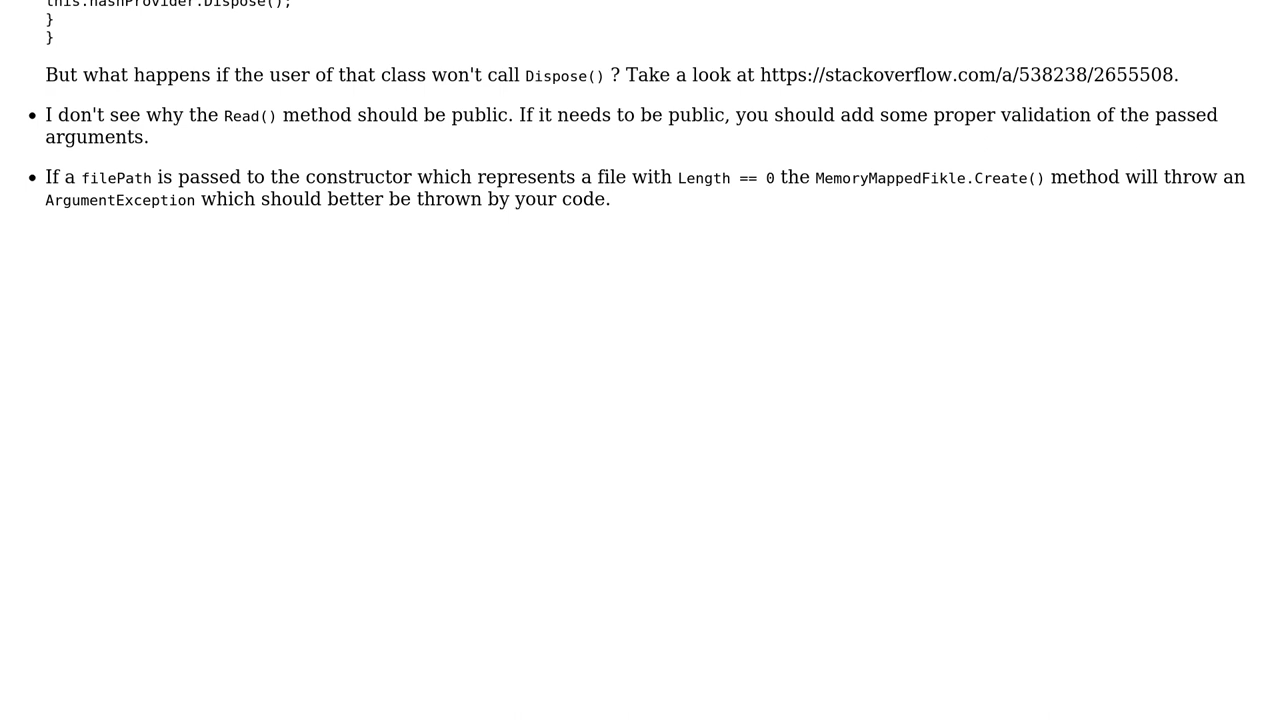 this.hashProvider.Dispose();
}
}
But what happens if the user of that class won't call Dispose() ? Take a look at https://stackoverflow.com/a/538238/2655508.
• I don't see why the Read() method should be public. If it needs to be public, you should add some proper validation of the passed
arguments.
• If a filePath is passed to the constructor which represents a file with Length == 0 the MemoryMappedFikle.Create() method will throw an
ArgumentException which should better be thrown by your code.